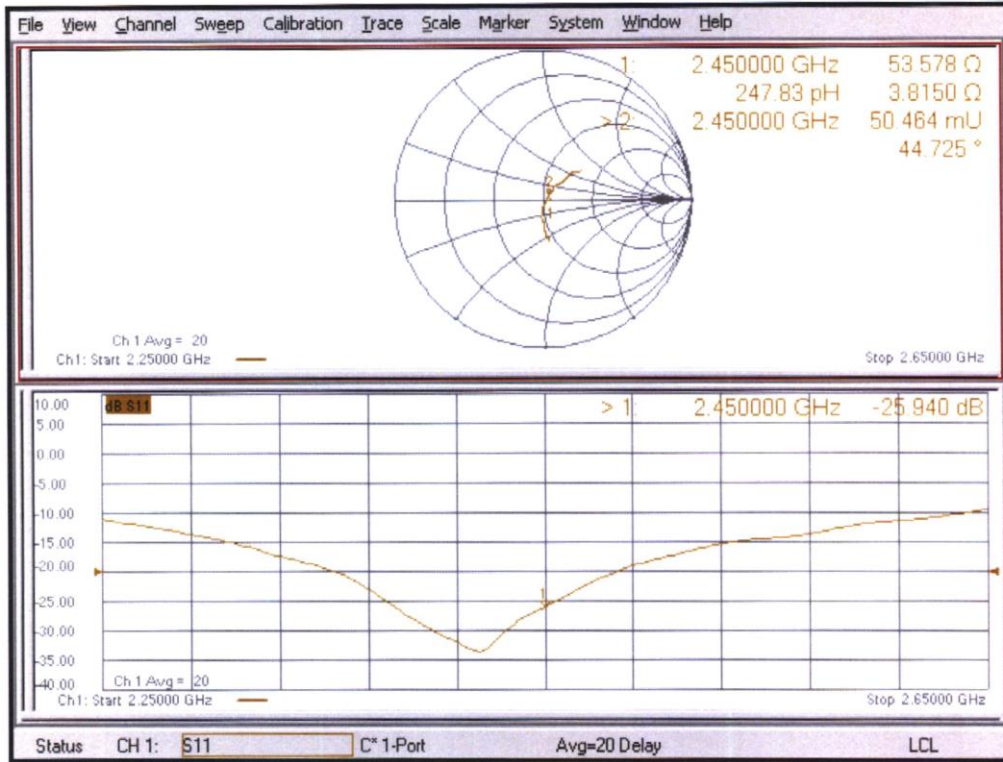 File View Channel Sweep Calibration Trace Scale Marker System Window Help
1: 2.450000 GHz 53.578 Ω
247.83 pH 3.8150 Ω
> 2: 2.450000 GHz 50.464 mU
44.725 °
Ch 1 Avg = 20
Ch1: Start 2.25000 GHz Stop 2.65000 GHz
10.00 dB S11 > 1: 2.450000 GHz -25.940 dB
5.00
0.00
-5.00
-10.00
-15.00
-20.00
-25.00
-30.00
-35.00
-40.00
1
Ch 1 Avg = 20
Ch1: Start 2.25000 GHz Stop 2.65000 GHz
Status CH 1: S11 C* 1-Port Avg=20 Delay LCL